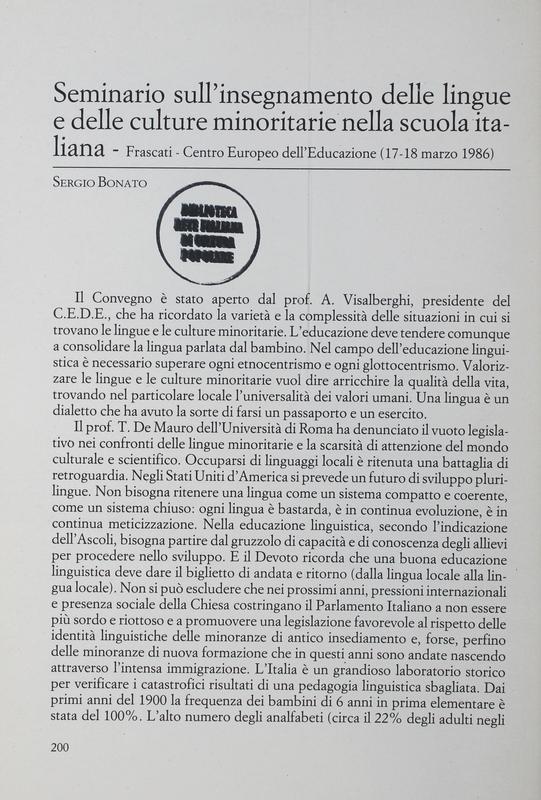 Seminario sull'insegnamento delle lingue
e delle culture minoritarie nella scuola ita-
liana - Frascati - Centro Europeo dell'Educazione (17-18 marzo 1986)
SERGIO BONATO
BIBLIOTECA
RETE ITALIANA
DI CULTURA
POPOLARE
Il Convegno è stato aperto dal prof. A. Visalberghi, presidente del
C.E.D.E., che ha ricordato la varietà e la complessità delle situazioni in cui si
trovano le lingue e le culture minoritarie. L'educazione deve tendere comunque
a consolidare la lingua parlata dal bambino. Nel campo dell'educazione lingui-
stica è necessario superare ogni etnocentrismo e ogni glottocentrismo. Valoriz-
zare le lingue e le culture minoritarie vuol dire arricchire la qualità della vita,
trovando nel particolare locale l'universalità dei valori umani. Una lingua è un
dialetto che ha avuto la sorte di farsi un passaporto e un esercito.
Il prof. T. De Mauro dell'Università di Roma ha denunciato il vuoto legisla-
tivo nei confronti delle lingue minoritarie e la scarsità di attenzione del mondo
culturale e scientifico. Occuparsi di linguaggi locali è ritenuta una battaglia di
retroguardia. Negli Stati Uniti d'America si prevede un futuro di sviluppo pluri-
lingue. Non bisogna ritenere una lingua come un sistema compatto e coerente,
come un sistema chiuso: ogni lingua è bastarda, è in continua evoluzione, è in
continua meticizzazione. Nella educazione linguistica, secondo l'indicazione
dell'Ascoli, bisogna partire dal gruzzolo di capacità e di conoscenza degli allievi
per procedere nello sviluppo. E il Devoto ricorda che una buona educazione
linguistica deve dare il biglietto di andata e ritorno (dalla lingua locale alla lin-
gua locale). Non si può escludere che nei prossimi anni, pressioni internazionali
e presenza sociale della Chiesa costringano il Parlamento Italiano a non essere
più sordo e riottoso e a promuovere una legislazione favorevole al rispetto delle
identità linguistiche delle minoranze di antico insediamento e, forse, perfino
delle minoranze di nuova formazione che in questi anni sono andate nascendo
attraverso l'intensa immigrazione. L'Italia è un grandioso laboratorio storico
per verificare i catastrofici risultati di una pedagogia linguistica sbagliata. Dai
primi anni del 1900 la frequenza dei bambini di 6 anni in prima elementare è
stata del 100%. L'alto numero degli analfabeti (circa il 22% degli adulti negli
200